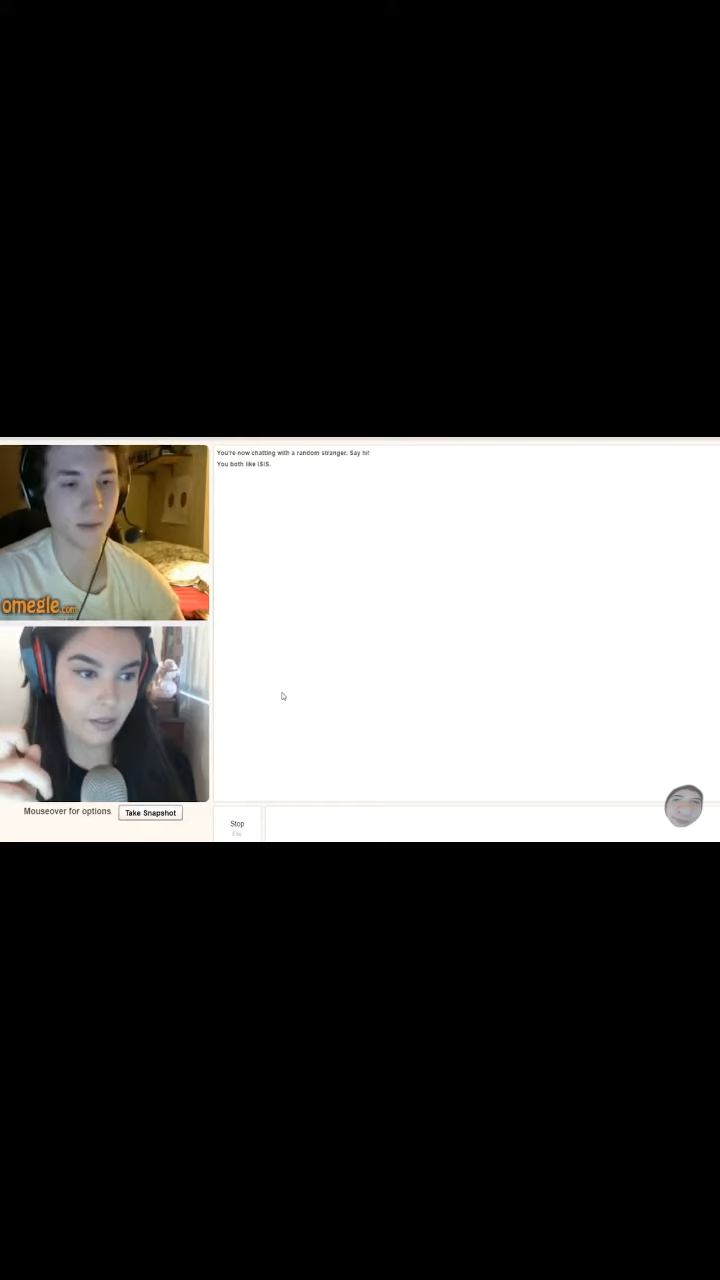 You're now chatting with a random stranger. Say hi!
You both like ISIS.
omegle.com
Mouseover for options
Take Snapshot
Stop
Esc